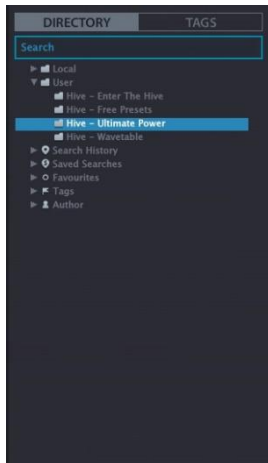 DIRECTORY TAGS
Search
Local
User
Hive - Enter The Hive
Hive - Free Presets
Hive - Ultimate Power
Hive - Wavetable
Search History
Saved Searches
Favourites
Tags
Author